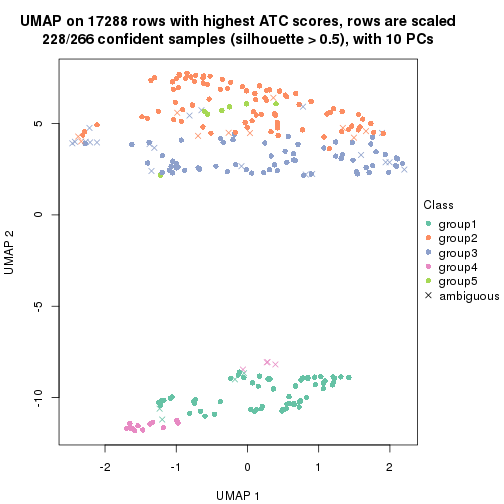 UMAP on 17288 rows with highest ATC scores, rows are scaled
228/266 confident samples (silhouette > 0.5), with 10 PCs
5
0
-5
-10
UMAP 2
-2
-1
0
1
2
UMAP 1
Class
group1
group2
group3
group4
group5
ambiguous